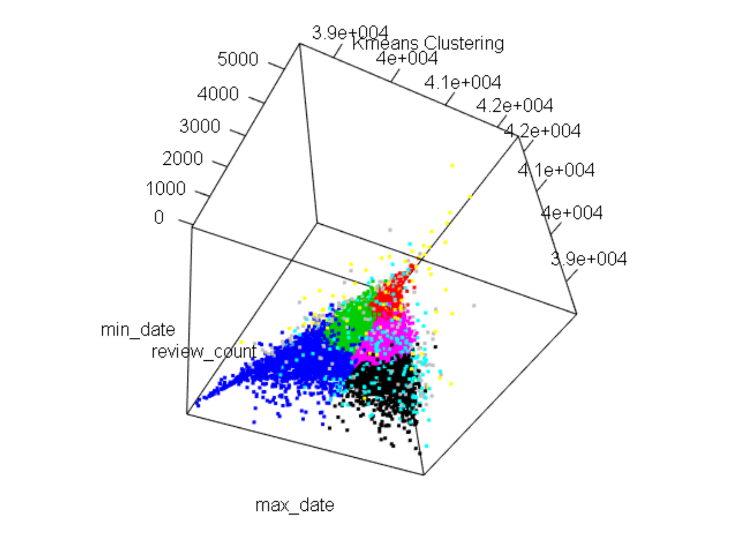 3.9e+004
Kmeans Clustering
5000
4e+004
4000
4.1e+004
4.2e+004
3000
4.2e+004
2000
4.1e+004
1000
0
4e+004
3.9e+004
min_date
review_count
max_date